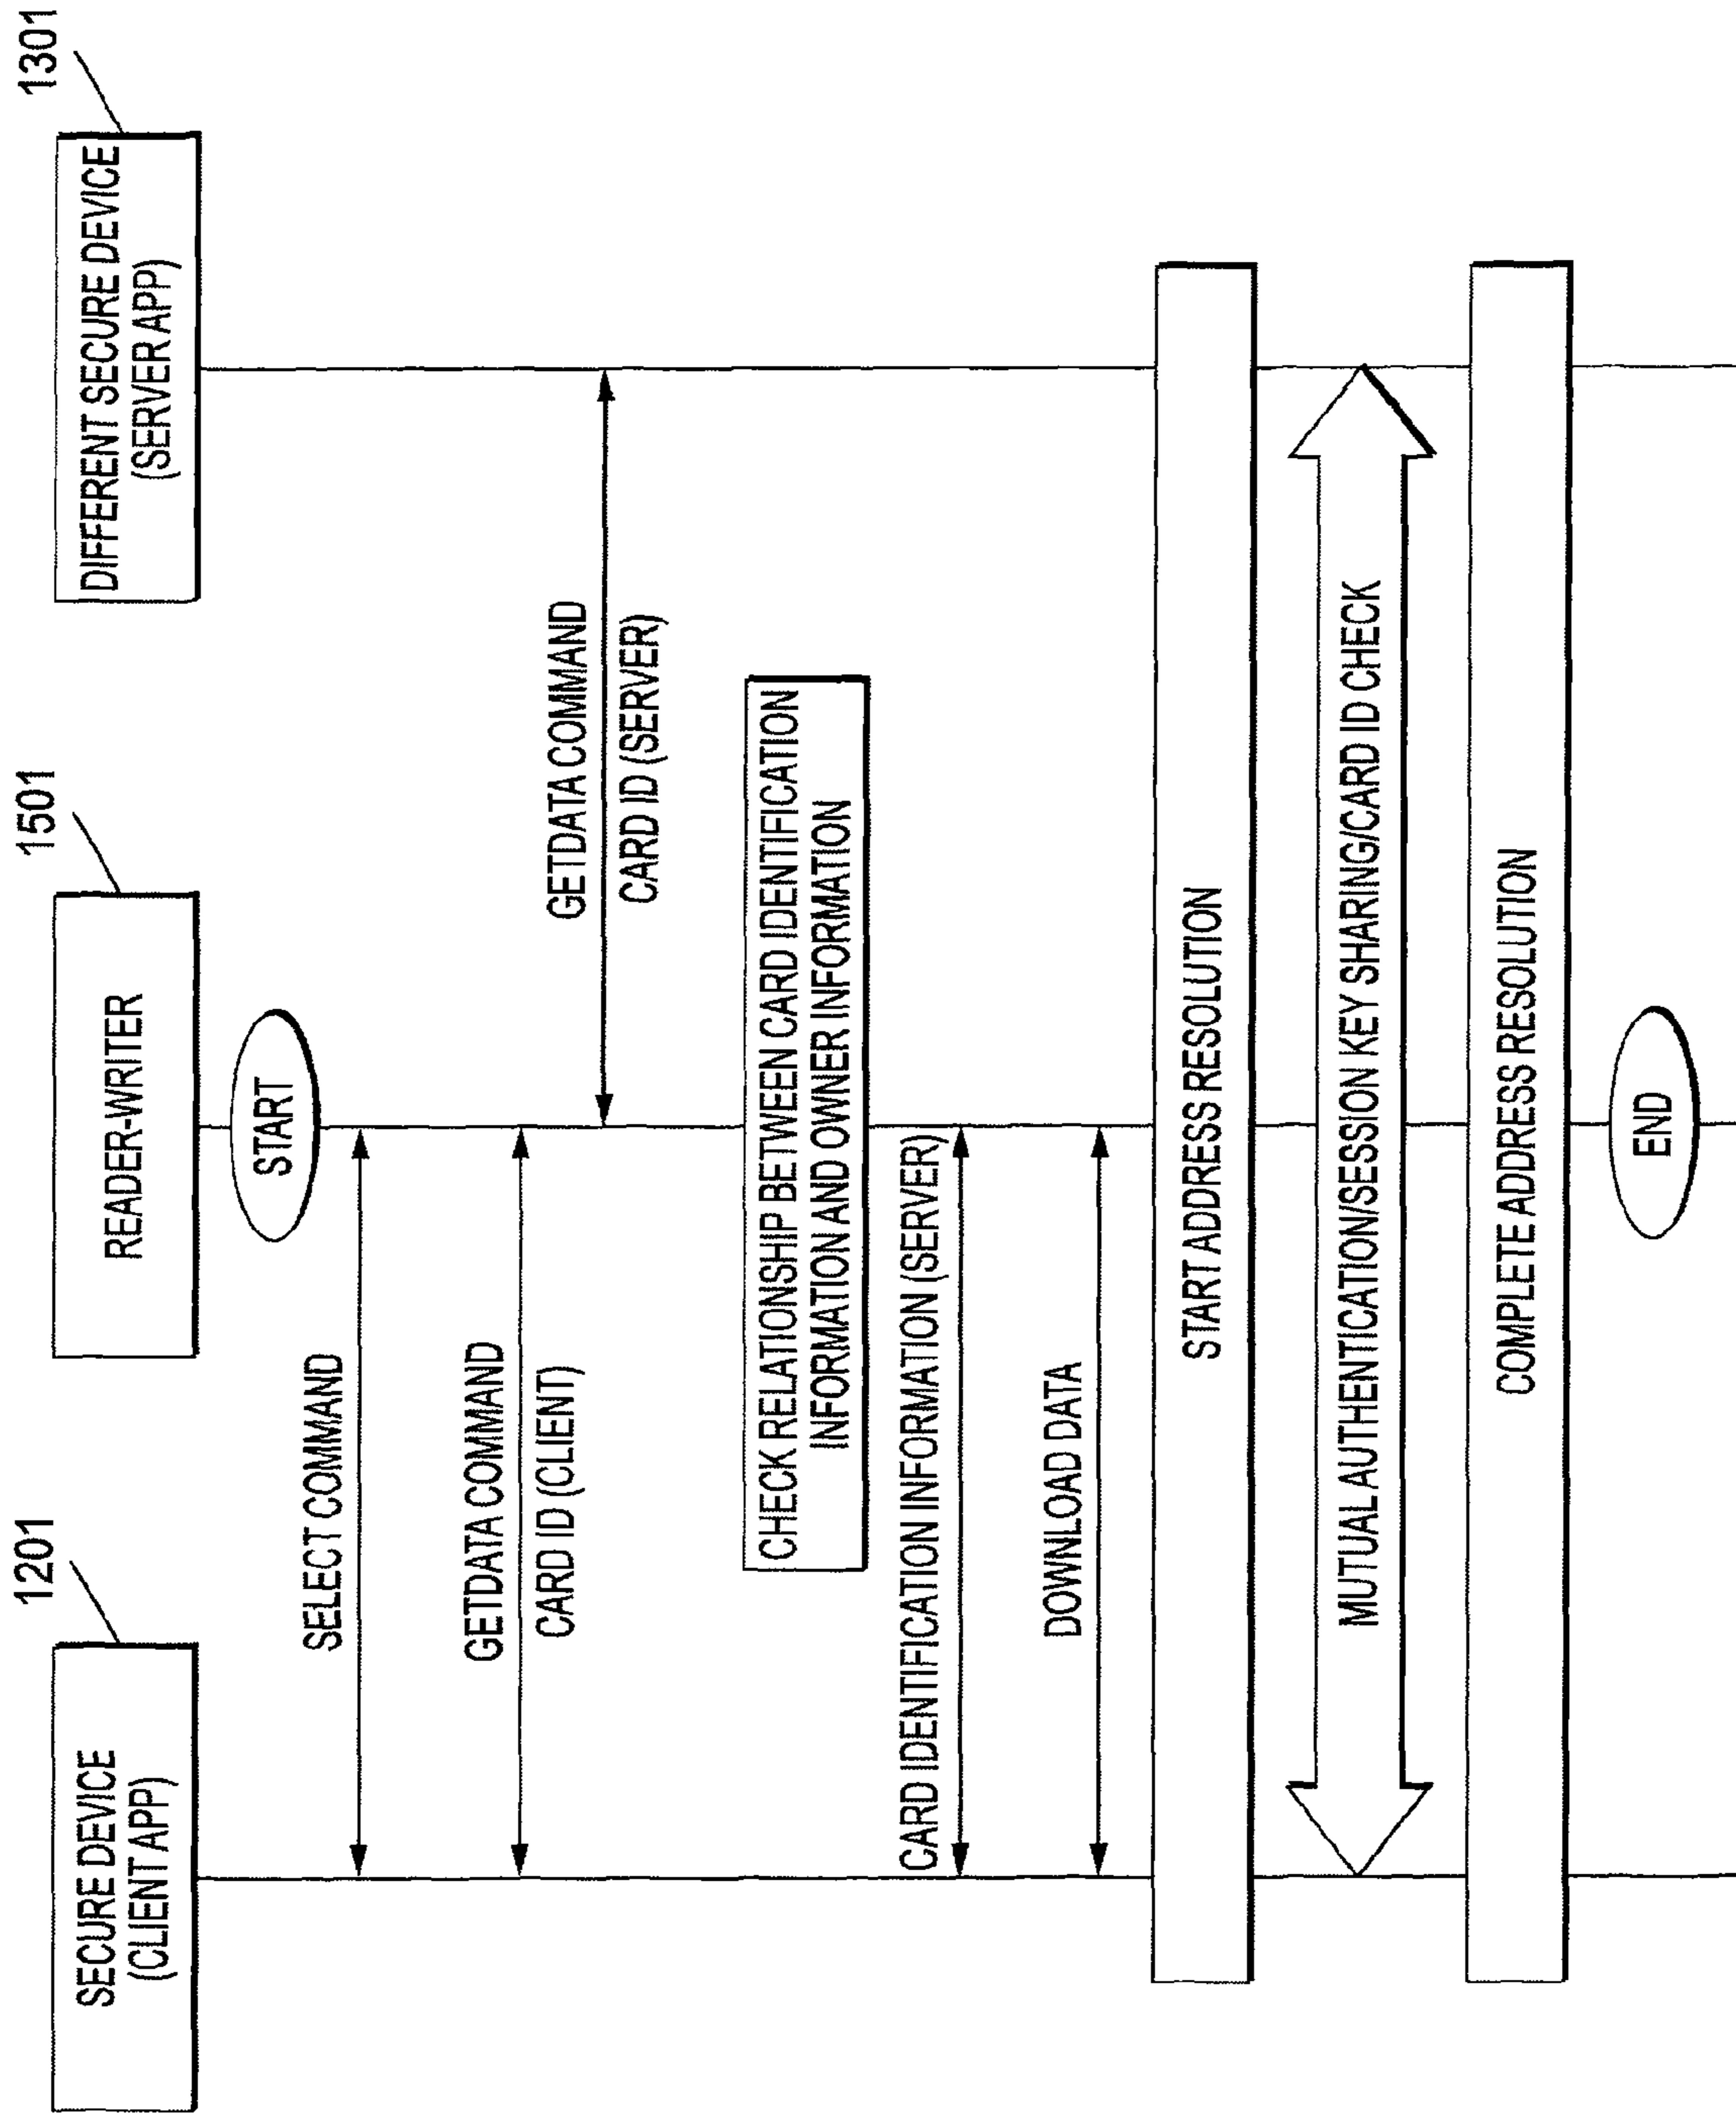 1201
1501
1301
SECURE DEVICE
(CLIENT APP)
READER-WRITER
DIFFERENT SECURE DEVICE
(SERVER APP)
START
SELECT COMMAND
GETDATA COMMAND
CARD ID (CLIENT)
GETDATA COMMAND
CARD ID (SERVER)
CHECK RELATIONSHIP BETWEEN CARD IDENTIFICATION
INFORMATION AND OWNER INFORMATION
CARD IDENTIFICATION INFORMATION (SERVER)
DOWNLOAD DATA
START ADDRESS RESOLUTION
MUTUAL AUTHENTICATION/SESSION KEY SHARING/CARD ID CHECK
COMPLETE ADDRESS RESOLUTION
END